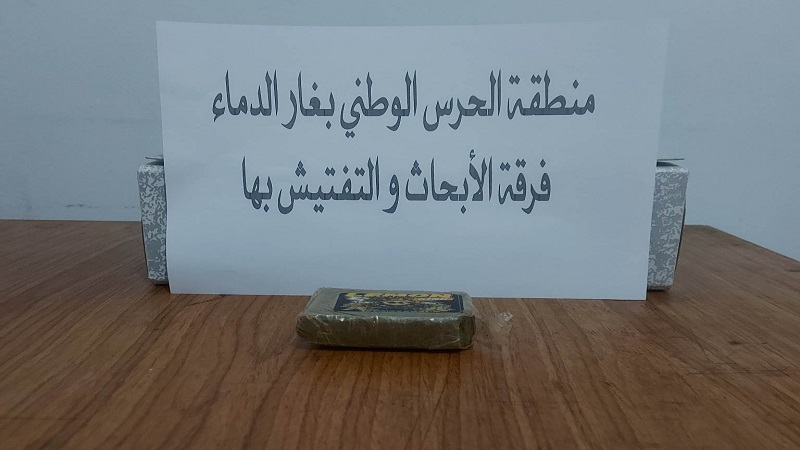 منطقة الحرس الوطني بغار الدماء
فرقة الأبحاث و التفتيش بها